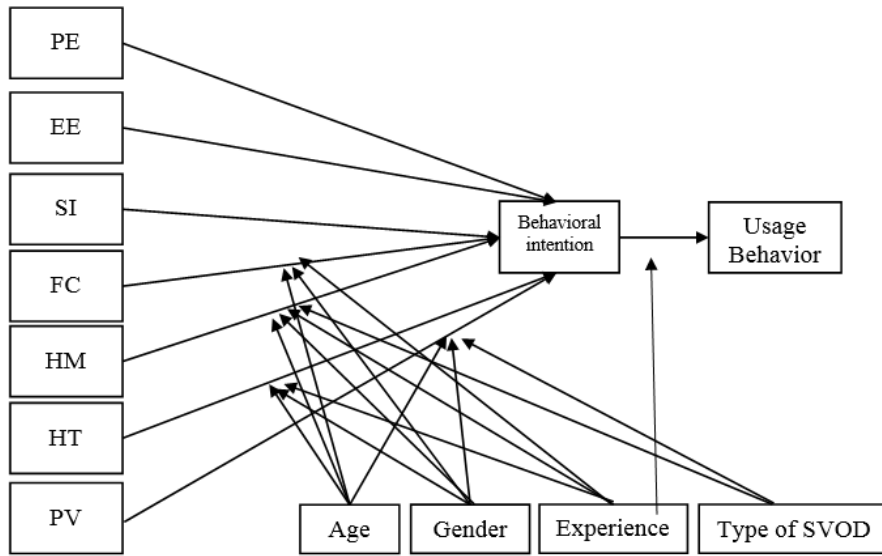 PE
EE
SI
FC
HM
HT
PV
Behavioral
intention
Usage
Behavior
Age
Gender
Experience
Type of SVOD